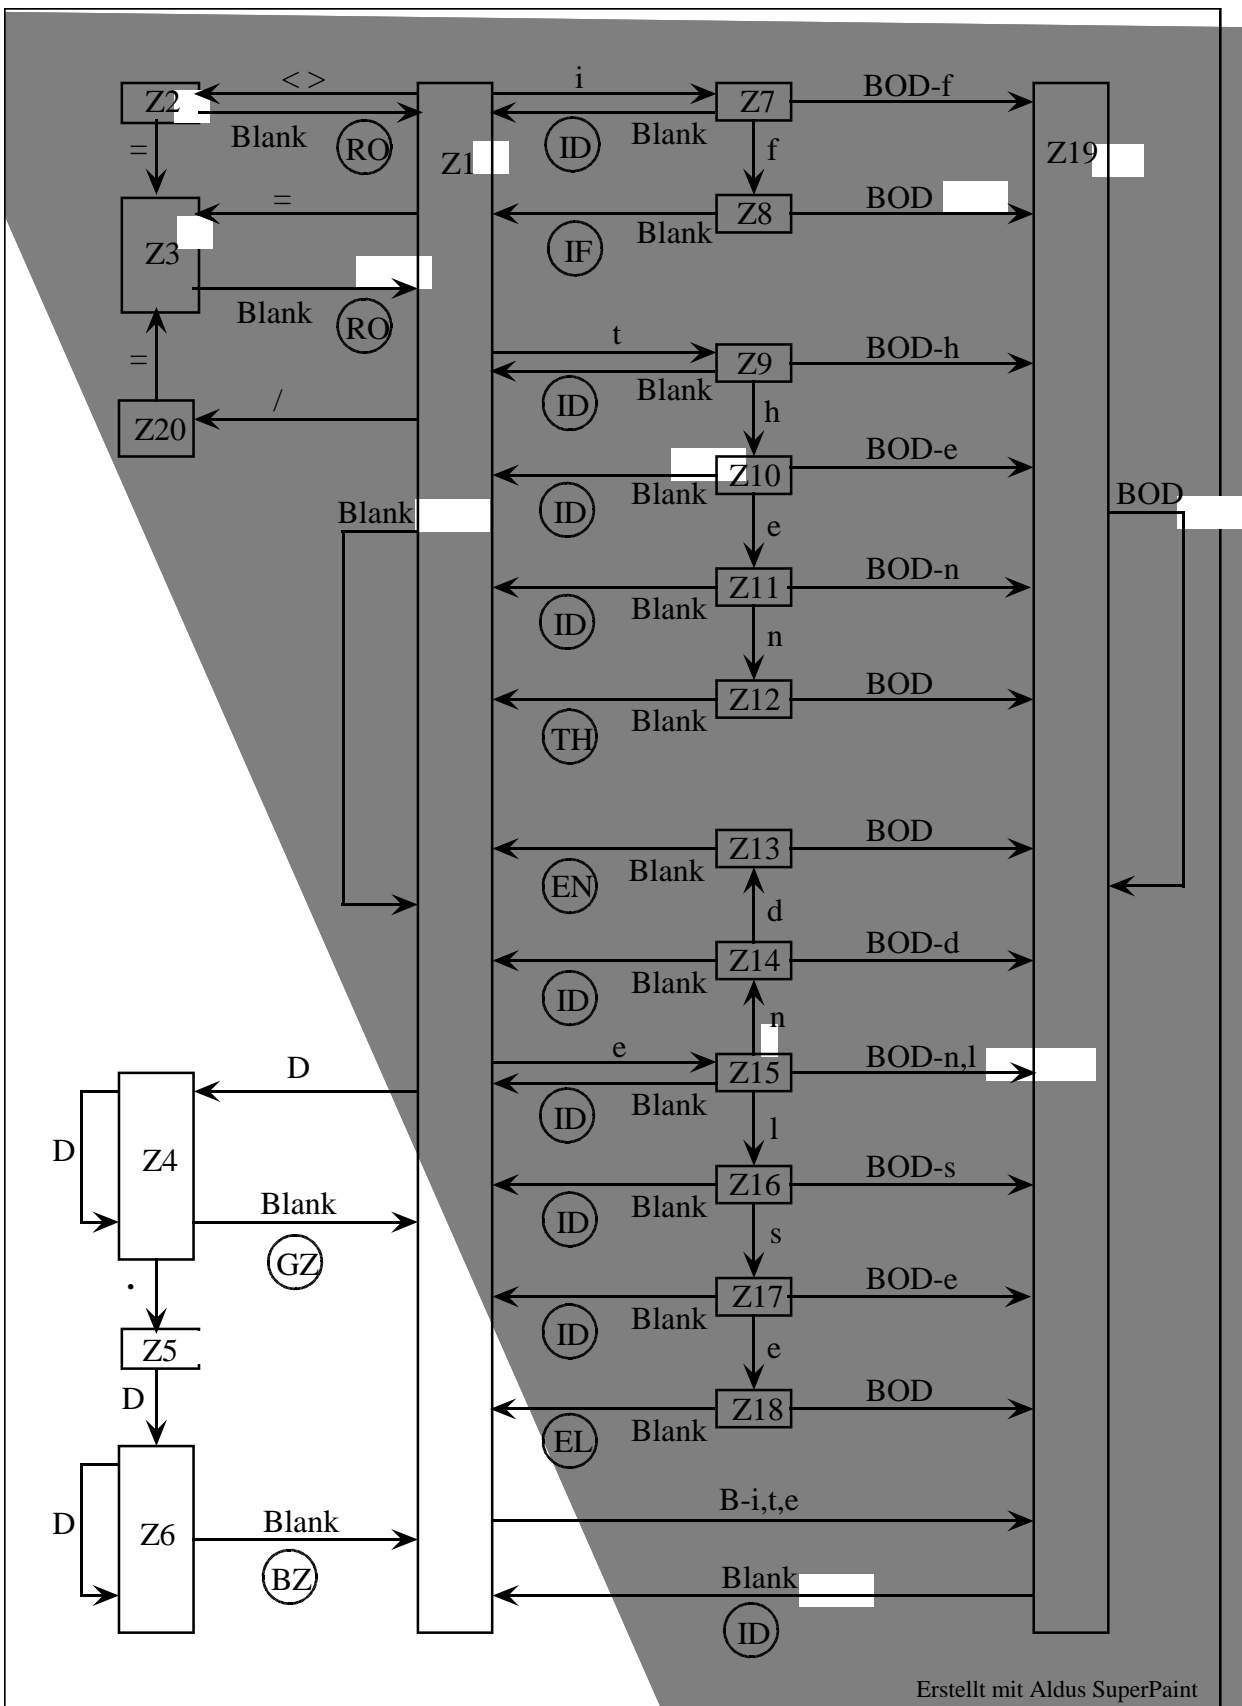 < > i BOD-f
Z2 Z7
Blank RO ID Blank
= Z1 f Z19
= BOD
Z3 Z8
IF Blank
Blank RO
t BOD-h
= Z9
ID Blank
/ h
Z20 BOD-e
Z10
Blank ID Blank BOD
e
BOD-n
Z11
ID Blank
n
BOD
Z12
TH Blank
BOD
Z13
EN Blank
d
BOD-d
Z14
ID Blank
n
e BOD-n,l
D Z15
ID Blank
D l
Z4 BOD-s
Z16
Blank ID Blank
s
GZ BOD-e
. Z17
ID Blank
Z5 e
D BOD
Z18
EL Blank
B-i,t,e
D Z6 Blank
BZ Blank
ID
Erstellt mit Aldus SuperPaint